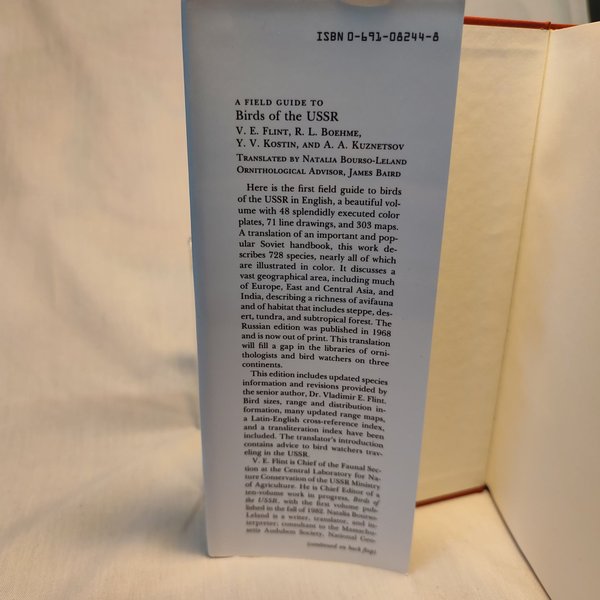 ISBN 0-691-08244-8
A FIELD GUIDE TO
Birds of the USSR
V. E. FLINT, R. L. BOEHME,
Y. V. KOSTIN, AND A. A. KUZNETSOV
TRANSLATED BY NATALIA BOURSO-LELAND
ORNITHOLOGICAL ADVISOR, JAMES BAIRD
Here is the first field guide to birds
of the USSR in English, a beautiful vol-
ume with 48 splendidly executed color
plates, 71 line drawings, and 303 maps.
A translation of an important and pop-
ular Soviet handbook, this work de-
scribes 728 species, nearly all of which
are illustrated in color. It discusses a
vast geographical area, including much
of Europe, East and Central Asia, and
India, describing a richness of avifauna
and of habitat that includes steppe, des-
ert, tundra, and subtropical forest. The
Russian edition was published in 1968
and is now out of print. This translation
will fill a gap in the libraries of orni-
thologists and bird watchers on three
continents.
This edition includes updated species
information and revisions provided by
the senior author, Dr. Vladimir E. Flint.
Bird sizes, range and distribution in-
formation, many updated range maps,
a Latin-English cross-reference index,
and a transliteration index have been
included. The translator's introduction
contains advice to bird watchers trav-
eling in the USSR.
V. E. Flint is Chief of the Faunal Sec-
tion at the Central Laboratory for Na-
ture Conservation of the USSR Ministry
of Agriculture. He is Chief Editor of a
ten-volume work in progress, Birds of
the USSR, with the first volume pub-
lished in the fall of 1982. Natalia Bourso-
Leland is a writer, translator, and in-
terpreter, consultant to the Massachu-
setts Audubon Society, National Geo-
(continued on back flap)